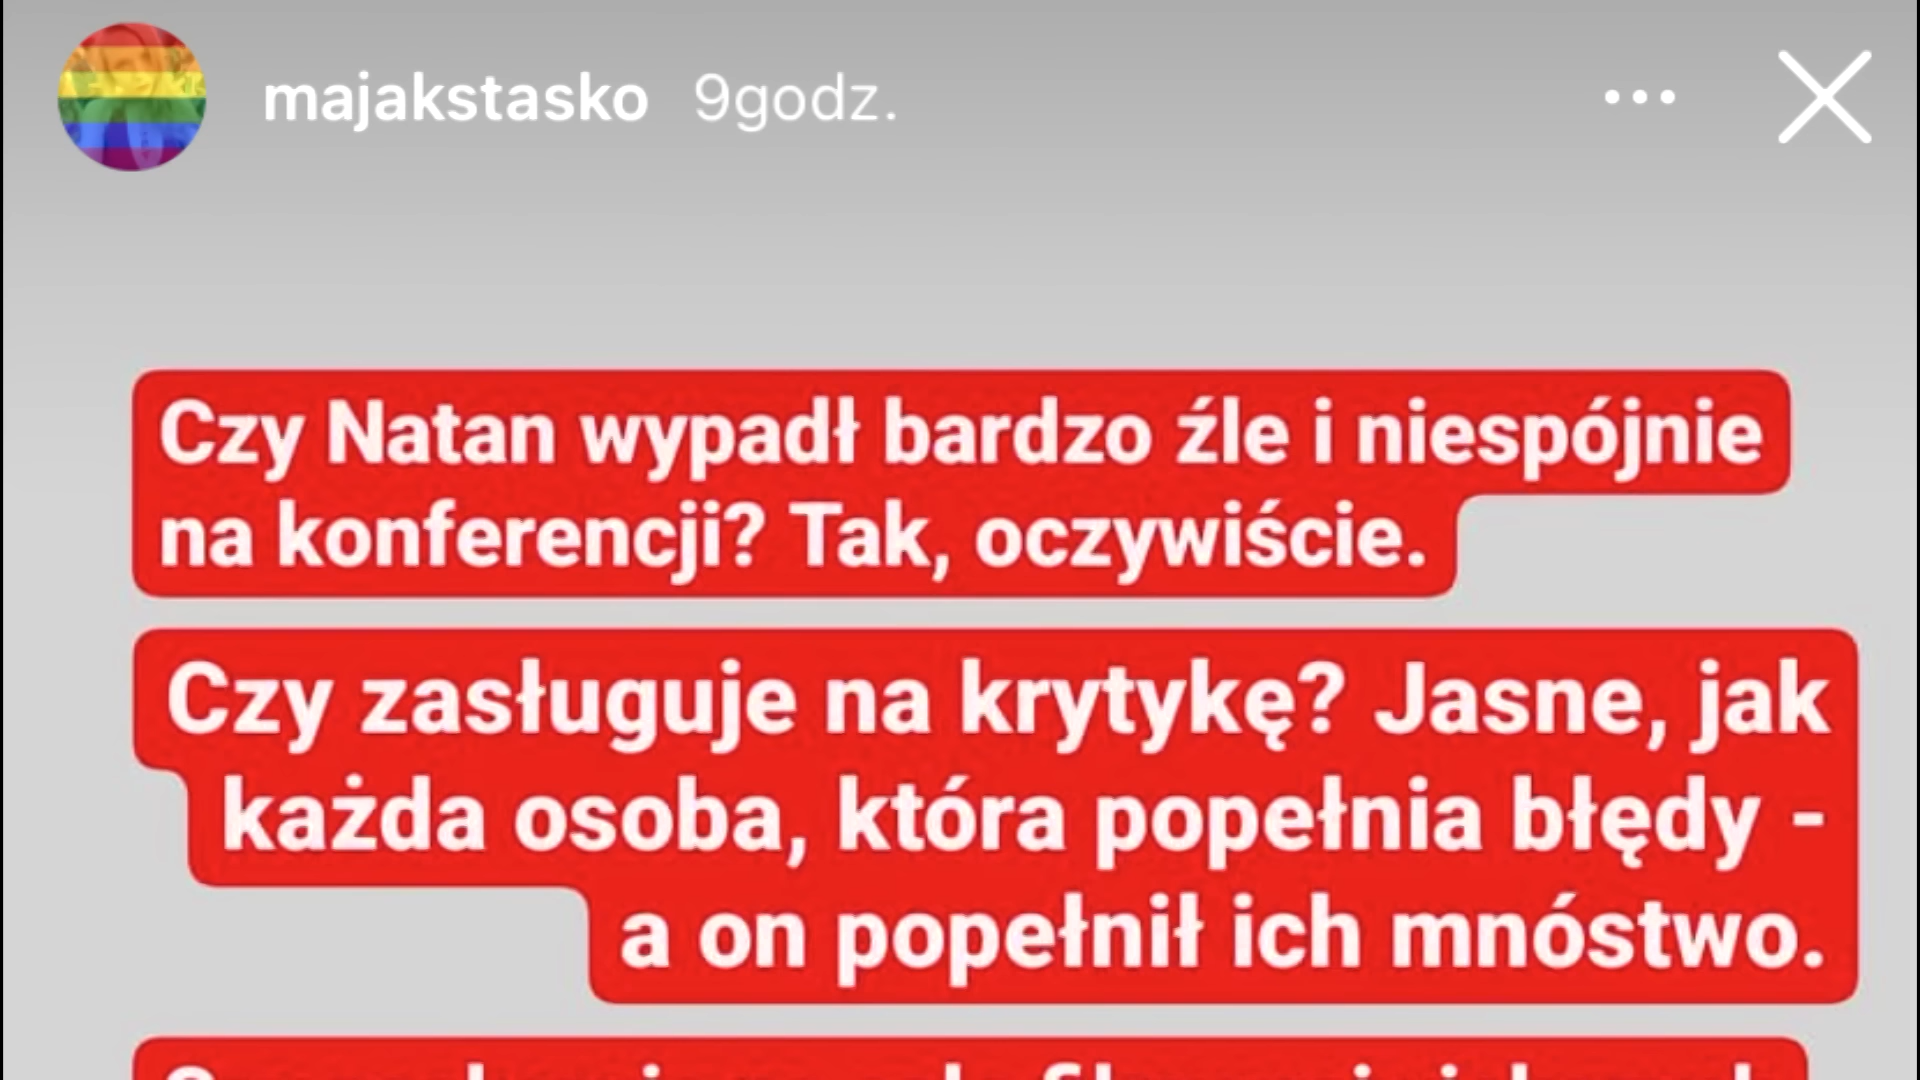 majakstasko 9godz.
Czy Natan wypadł bardzo źle i niespójnie
na konferencji? Tak, oczywiście.
Czy zasługuje na krytykę? Jasne, jak
każda osoba, która popełnia błędy -
a on popełnił ich mnóstwo.